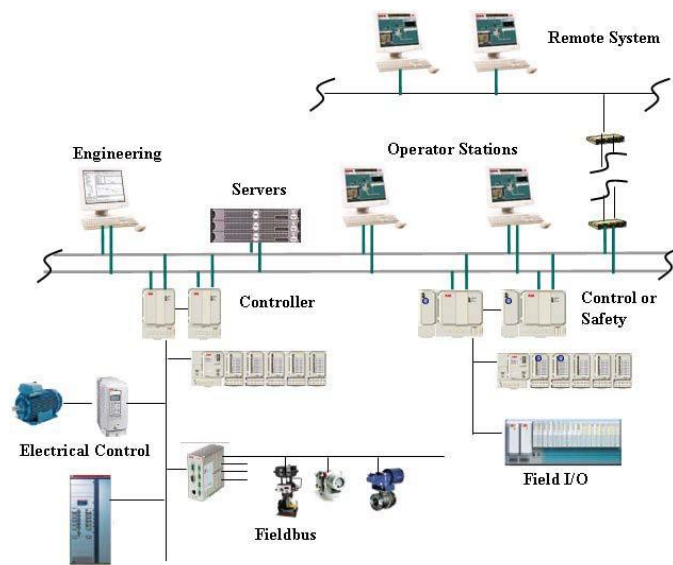 Remote System
Engineering
Operator Stations
Servers
Controller
Control or
Safety
Electrical Control
Field I/O
Fieldbus